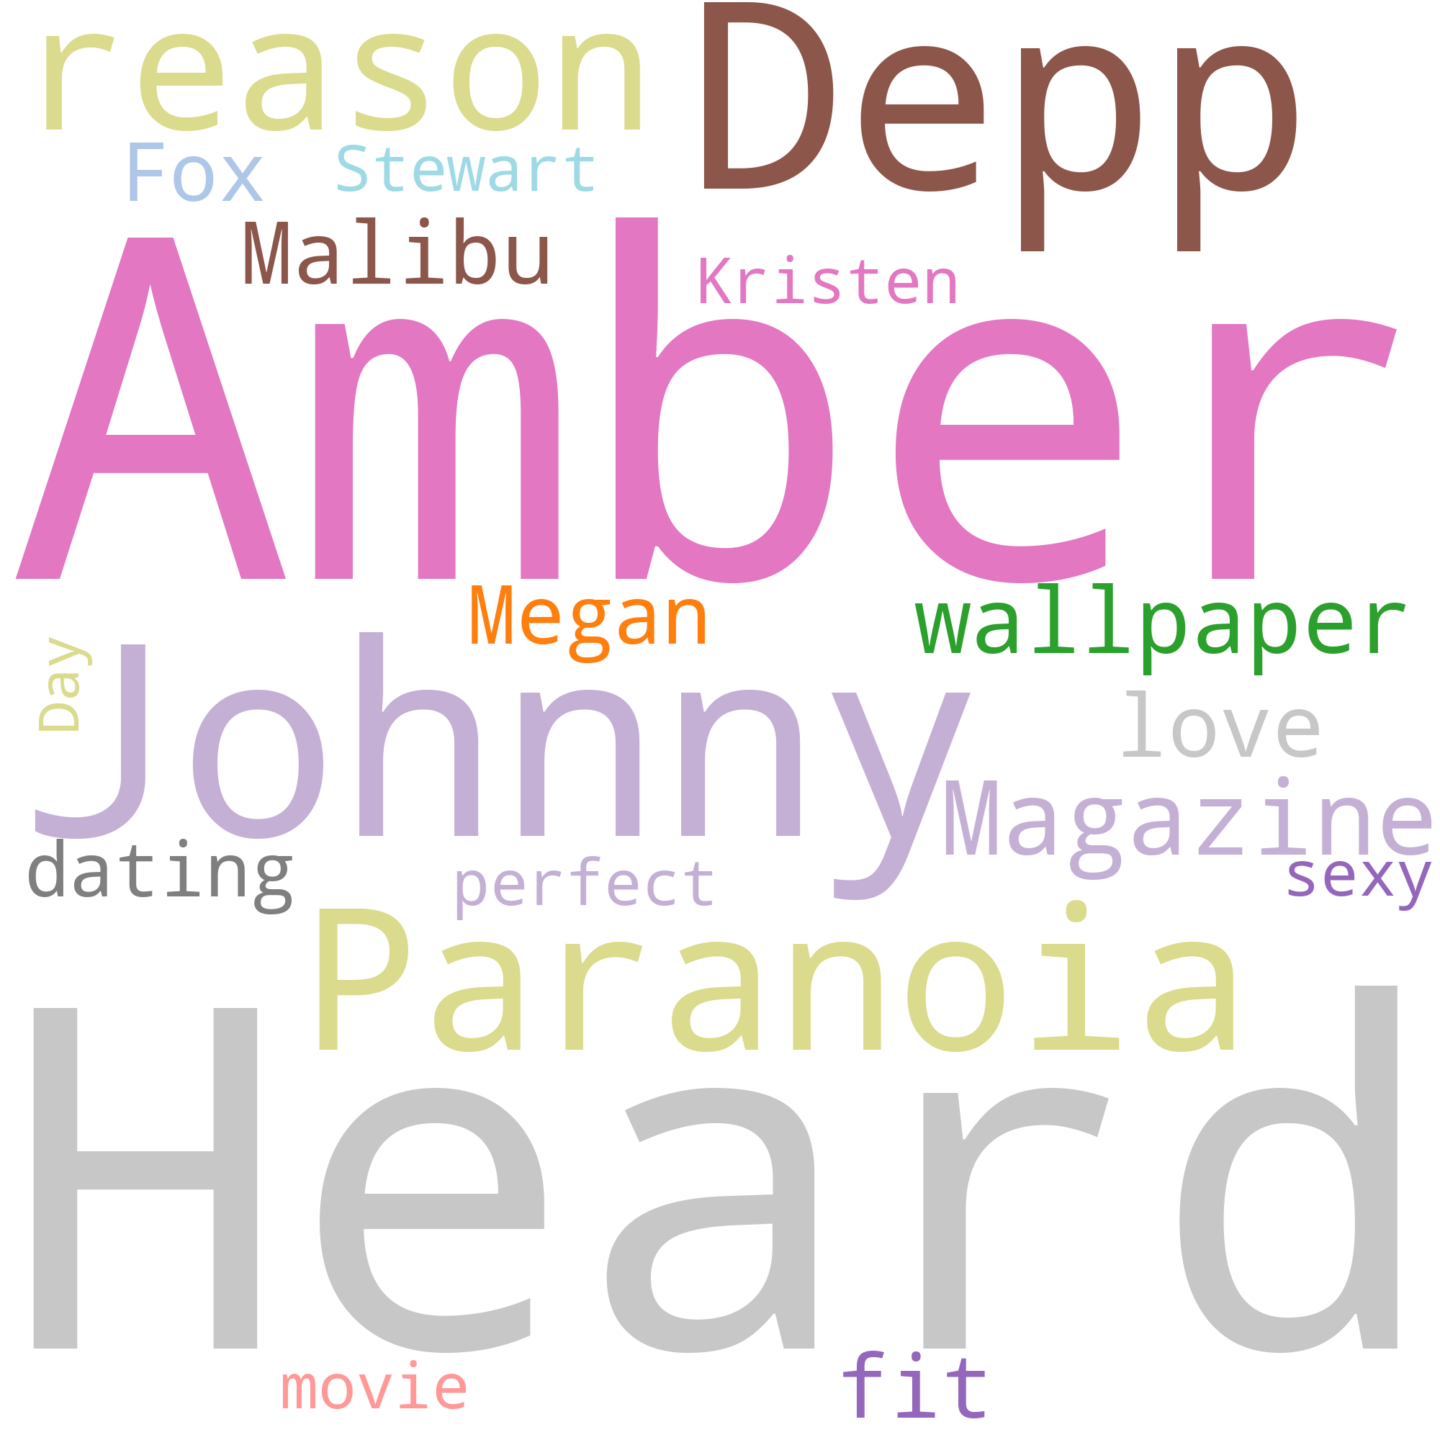 reason Depp
Fox Stewart
Malibu Kristen
Amber
Megan wallpaper
Day Johnny love
Magazine
dating perfect sexy
Paranoia
Heard
movie fit